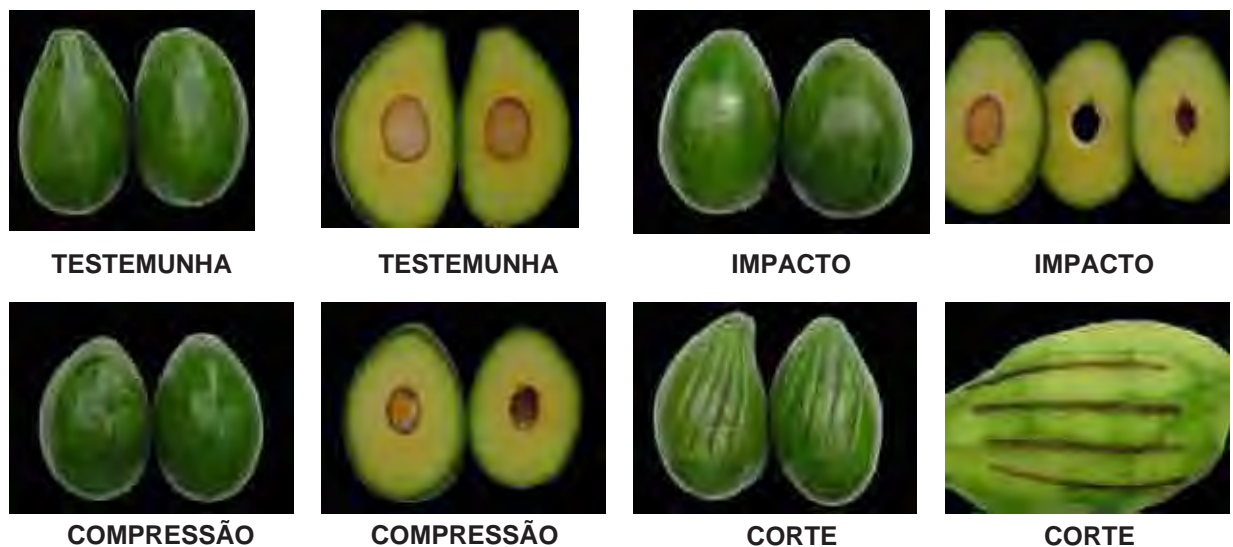 TESTEMUNHA
TESTEMUNHA
IMPACTO
IMPACTO
COMPRESSÃO
COMPRESSÃO
CORTE
CORTE